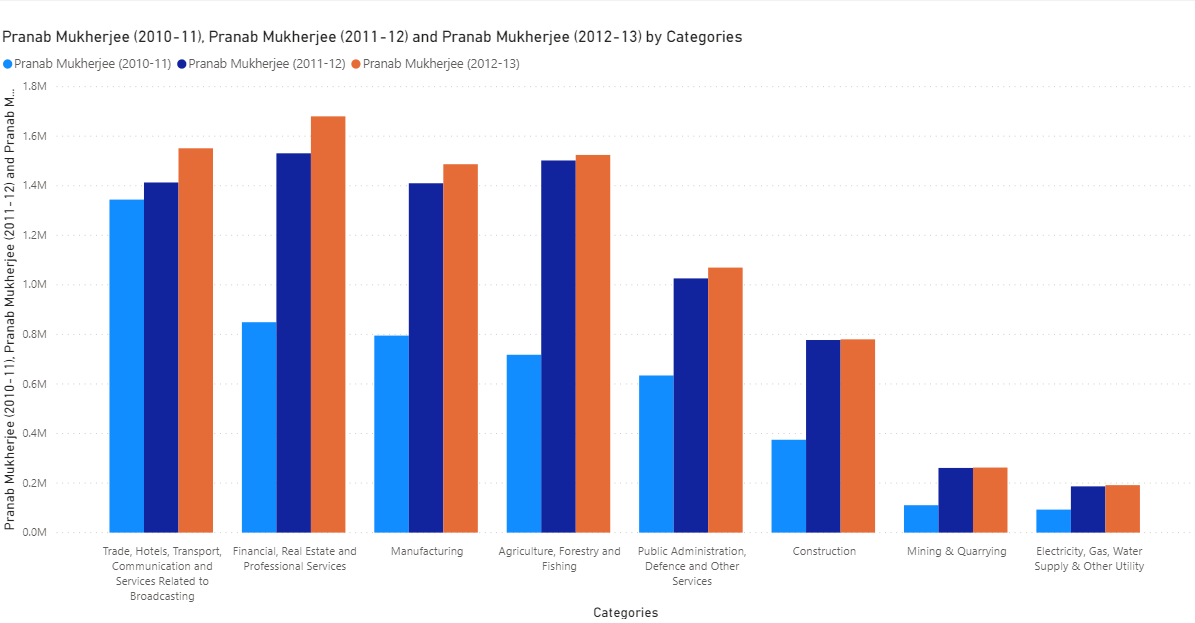 Pranab Mukherjee (2010-11), Pranab Mukherjee (2011-12) and Pranab Mukherjee (2012-13) by Categories
Pranab Mukherjee (2010-11) Pranab Mukherjee (2011-12) Pranab Mukherjee (2012-13)
Pranab Mukherjee (2010-11), Pranab Mukherjee (2011-12) and Pranab M...
1.8M
1.6M
1.4M
1.2M
1.0M
0.8M
0.6M
0.4M
0.2M
0.0M
Trade, Hotels, Transport,
Communication and
Services Related to
Broadcasting
Financial, Real Estate and
Professional Services
Manufacturing
Agriculture, Forestry and
Fishing
Public Administration,
Defence and Other
Services
Construction
Mining & Quarrying
Electricity, Gas, Water
Supply & Other Utility
Categories